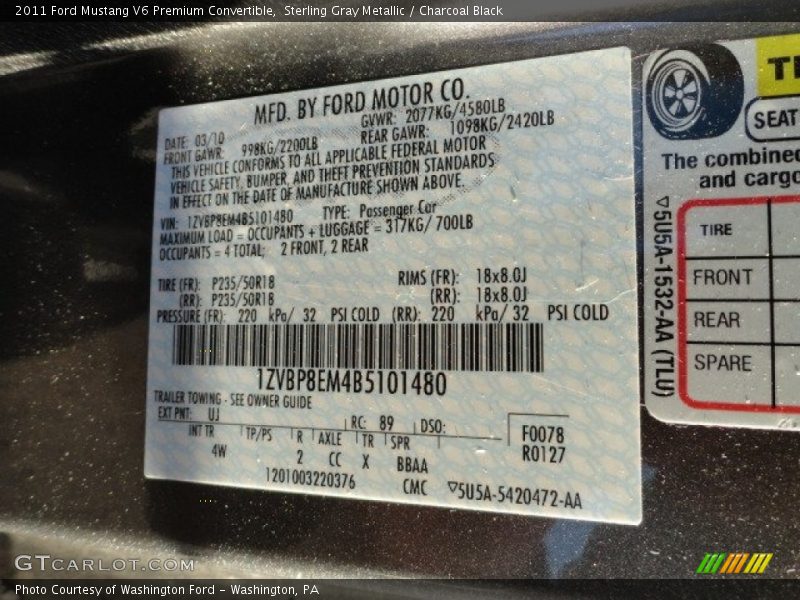 2011 Ford Mustang V6 Premium Convertible, Sterling Gray Metallic / Charcoal Black
MFD. BY FORD MOTOR CO.
DATE: 03/10 GVWR: 2077KG/4580LB
FRONT GAWR: 998KG/2200LB REAR GAWR: 1098KG/2420LB
THIS VEHICLE CONFORMS TO ALL APPLICABLE FEDERAL MOTOR
VEHICLE SAFETY, BUMPER, AND THEFT PREVENTION STANDARDS
IN EFFECT ON THE DATE OF MANUFACTURE SHOWN ABOVE.
VIN: 1ZVBP8EM4B5101480 TYPE: Passenger Car
MAXIMUM LOAD = OCCUPANTS + LUGGAGE = 317KG/700LB
OCCUPANTS = 4 TOTAL; 2 FRONT, 2 REAR
TIRE (FR): P235/50R18 RIMS (FR): 18x8.0J
(RR): P235/50R18 (RR): 18x8.0J
PRESSURE (FR): 220 kPa/ 32 PSI COLD (RR): 220 kPa/ 32 PSI COLD
1ZVBP8EM4B5101480
TRAILER TOWING - SEE OWNER GUIDE
EXT PNT: UJ RC: 89 DSO:
INT TR TP/PS R AXLE TR SPR F0078
4W 2 CC X BBAA R0127
1201003220376 CMC ▽5U5A-5420472-AA
SEAT
The combined
and cargo
TIRE
FRONT
REAR
SPARE
▽5U5A-1532-AA (TLU)
GTCARLOT.COM
Photo Courtesy of Washington Ford - Washington, PA